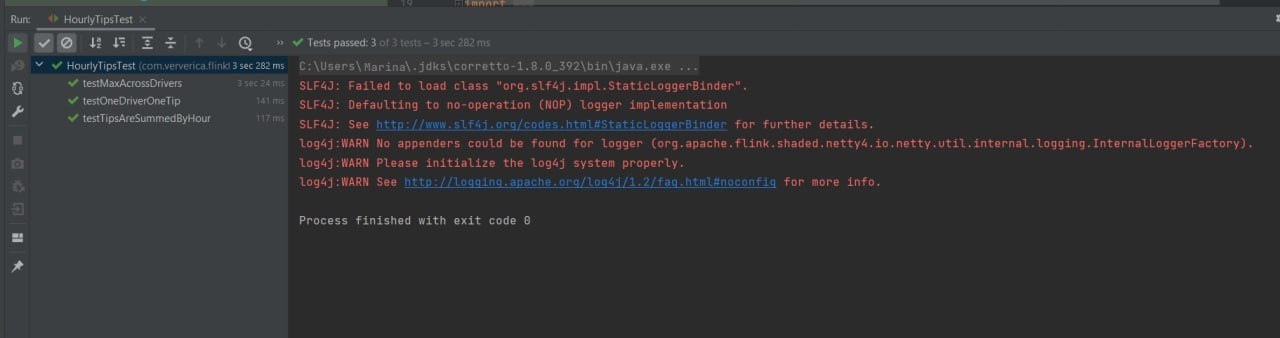 19
import ...
Run:
HourlyTipsTest
Tests passed: 3 of 3 tests – 3 sec 282 ms
HourlyTipsTest (com.ververica.flinkt 3 sec 282 ms
testMaxAcrossDrivers 3 sec 24 ms
testOneDriverOneTip 141 ms
testTipsAreSummedByHour 117 ms
C:\Users\Marina\.jdks\corretto-1.8.0_392\bin\java.exe ...
SLF4J: Failed to load class "org.slf4j.impl.StaticLoggerBinder".
SLF4J: Defaulting to no-operation (NOP) logger implementation
SLF4J: See http://www.slf4j.org/codes.html#StaticLoggerBinder for further details.
log4j:WARN No appenders could be found for logger (org.apache.flink.shaded.netty4.io.netty.util.internal.logging.InternalLoggerFactory).
log4j:WARN Please initialize the log4j system properly.
log4j:WARN See http://logging.apache.org/log4j/1.2/faq.html#noconfig for more info.
Process finished with exit code 0